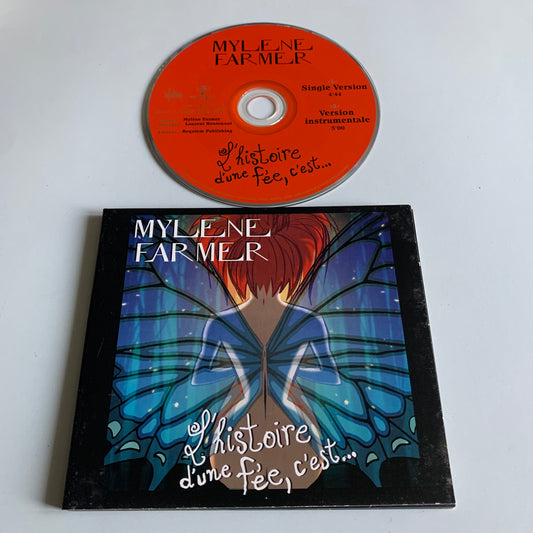 MYLENE
FARMER
Single Version
4'44
Version
instrumentale
5'00
Mylène Farmer
Laurent Boutonnat
Requiem Publishing
L'histoire
d'une fée, c'est...
MYLENE
FARMER
L'histoire
d'une fée, c'est...